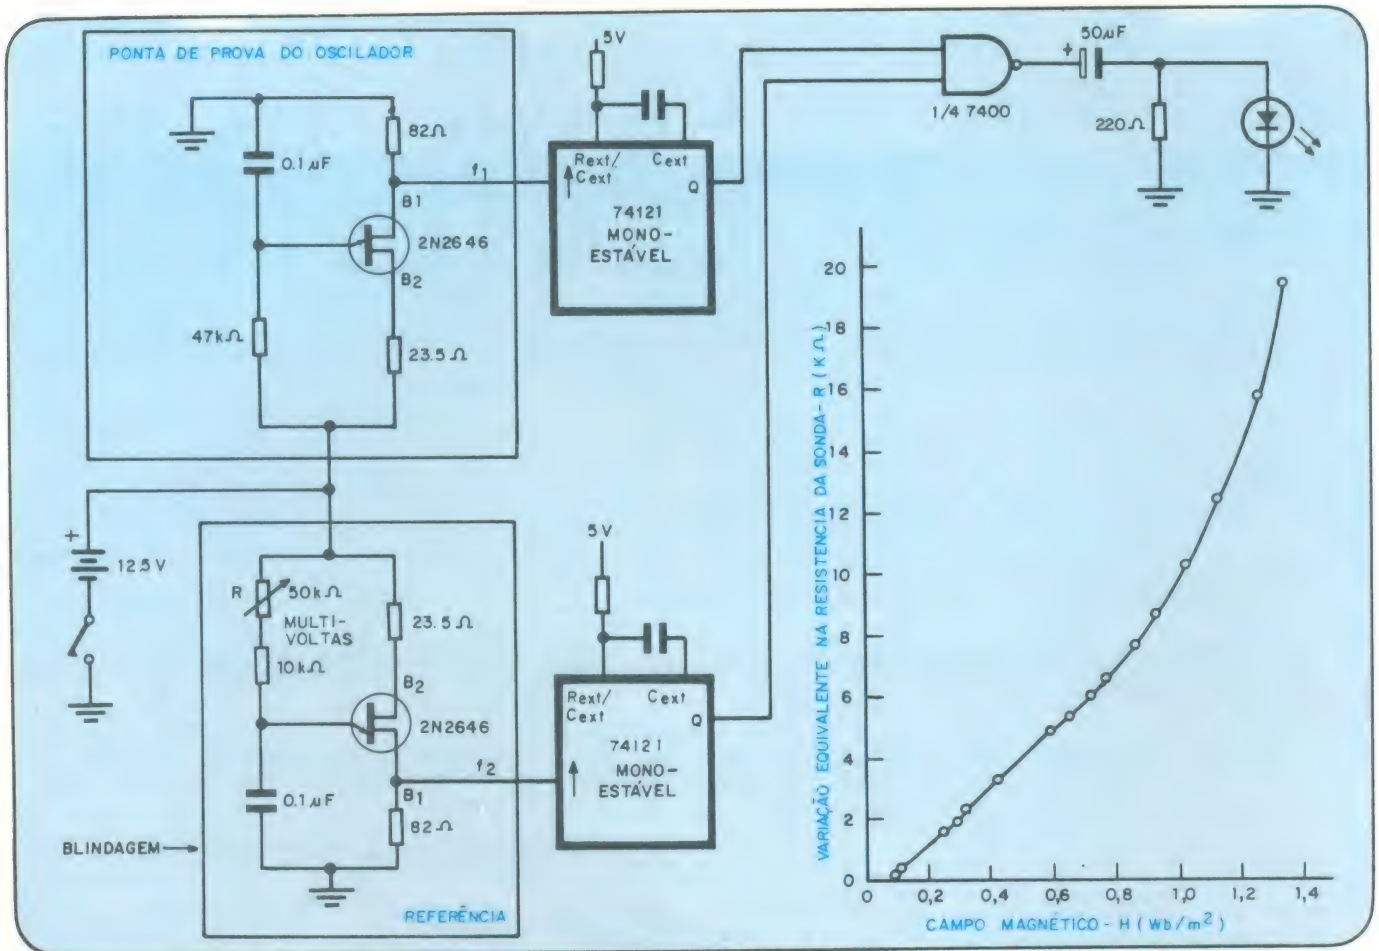 PONTA DE PROVA DO OSCILADOR
82Ω
0.1µF
f1
B1
2N2646
B2
47kΩ
23.5Ω
5V
Rext/
Cext
Cext
Q
74121
MONO-
ESTÁVEL
1/4 7400
+
50µF
220Ω
+
12.5V
R
50kΩ
MULTI-
VOLTAS
10kΩ
23.5Ω
B2
2N2646
f2
B1
0.1µF
82Ω
BLINDAGEM
REFERÊNCIA
5V
Rext/
Cext
Cext
Q
74121
MONO-
ESTÁVEL
VARIAÇÃO EQUIVALENTE NA RESISTENCIA DA SONDA- R (KΩ)
20
18
16
14
12
10
8
6
4
2
0
0 0,2 0,4 0,6 0,8 1,0 1,2 1,4
CAMPO MAGNÉTICO - H (Wb/m²)